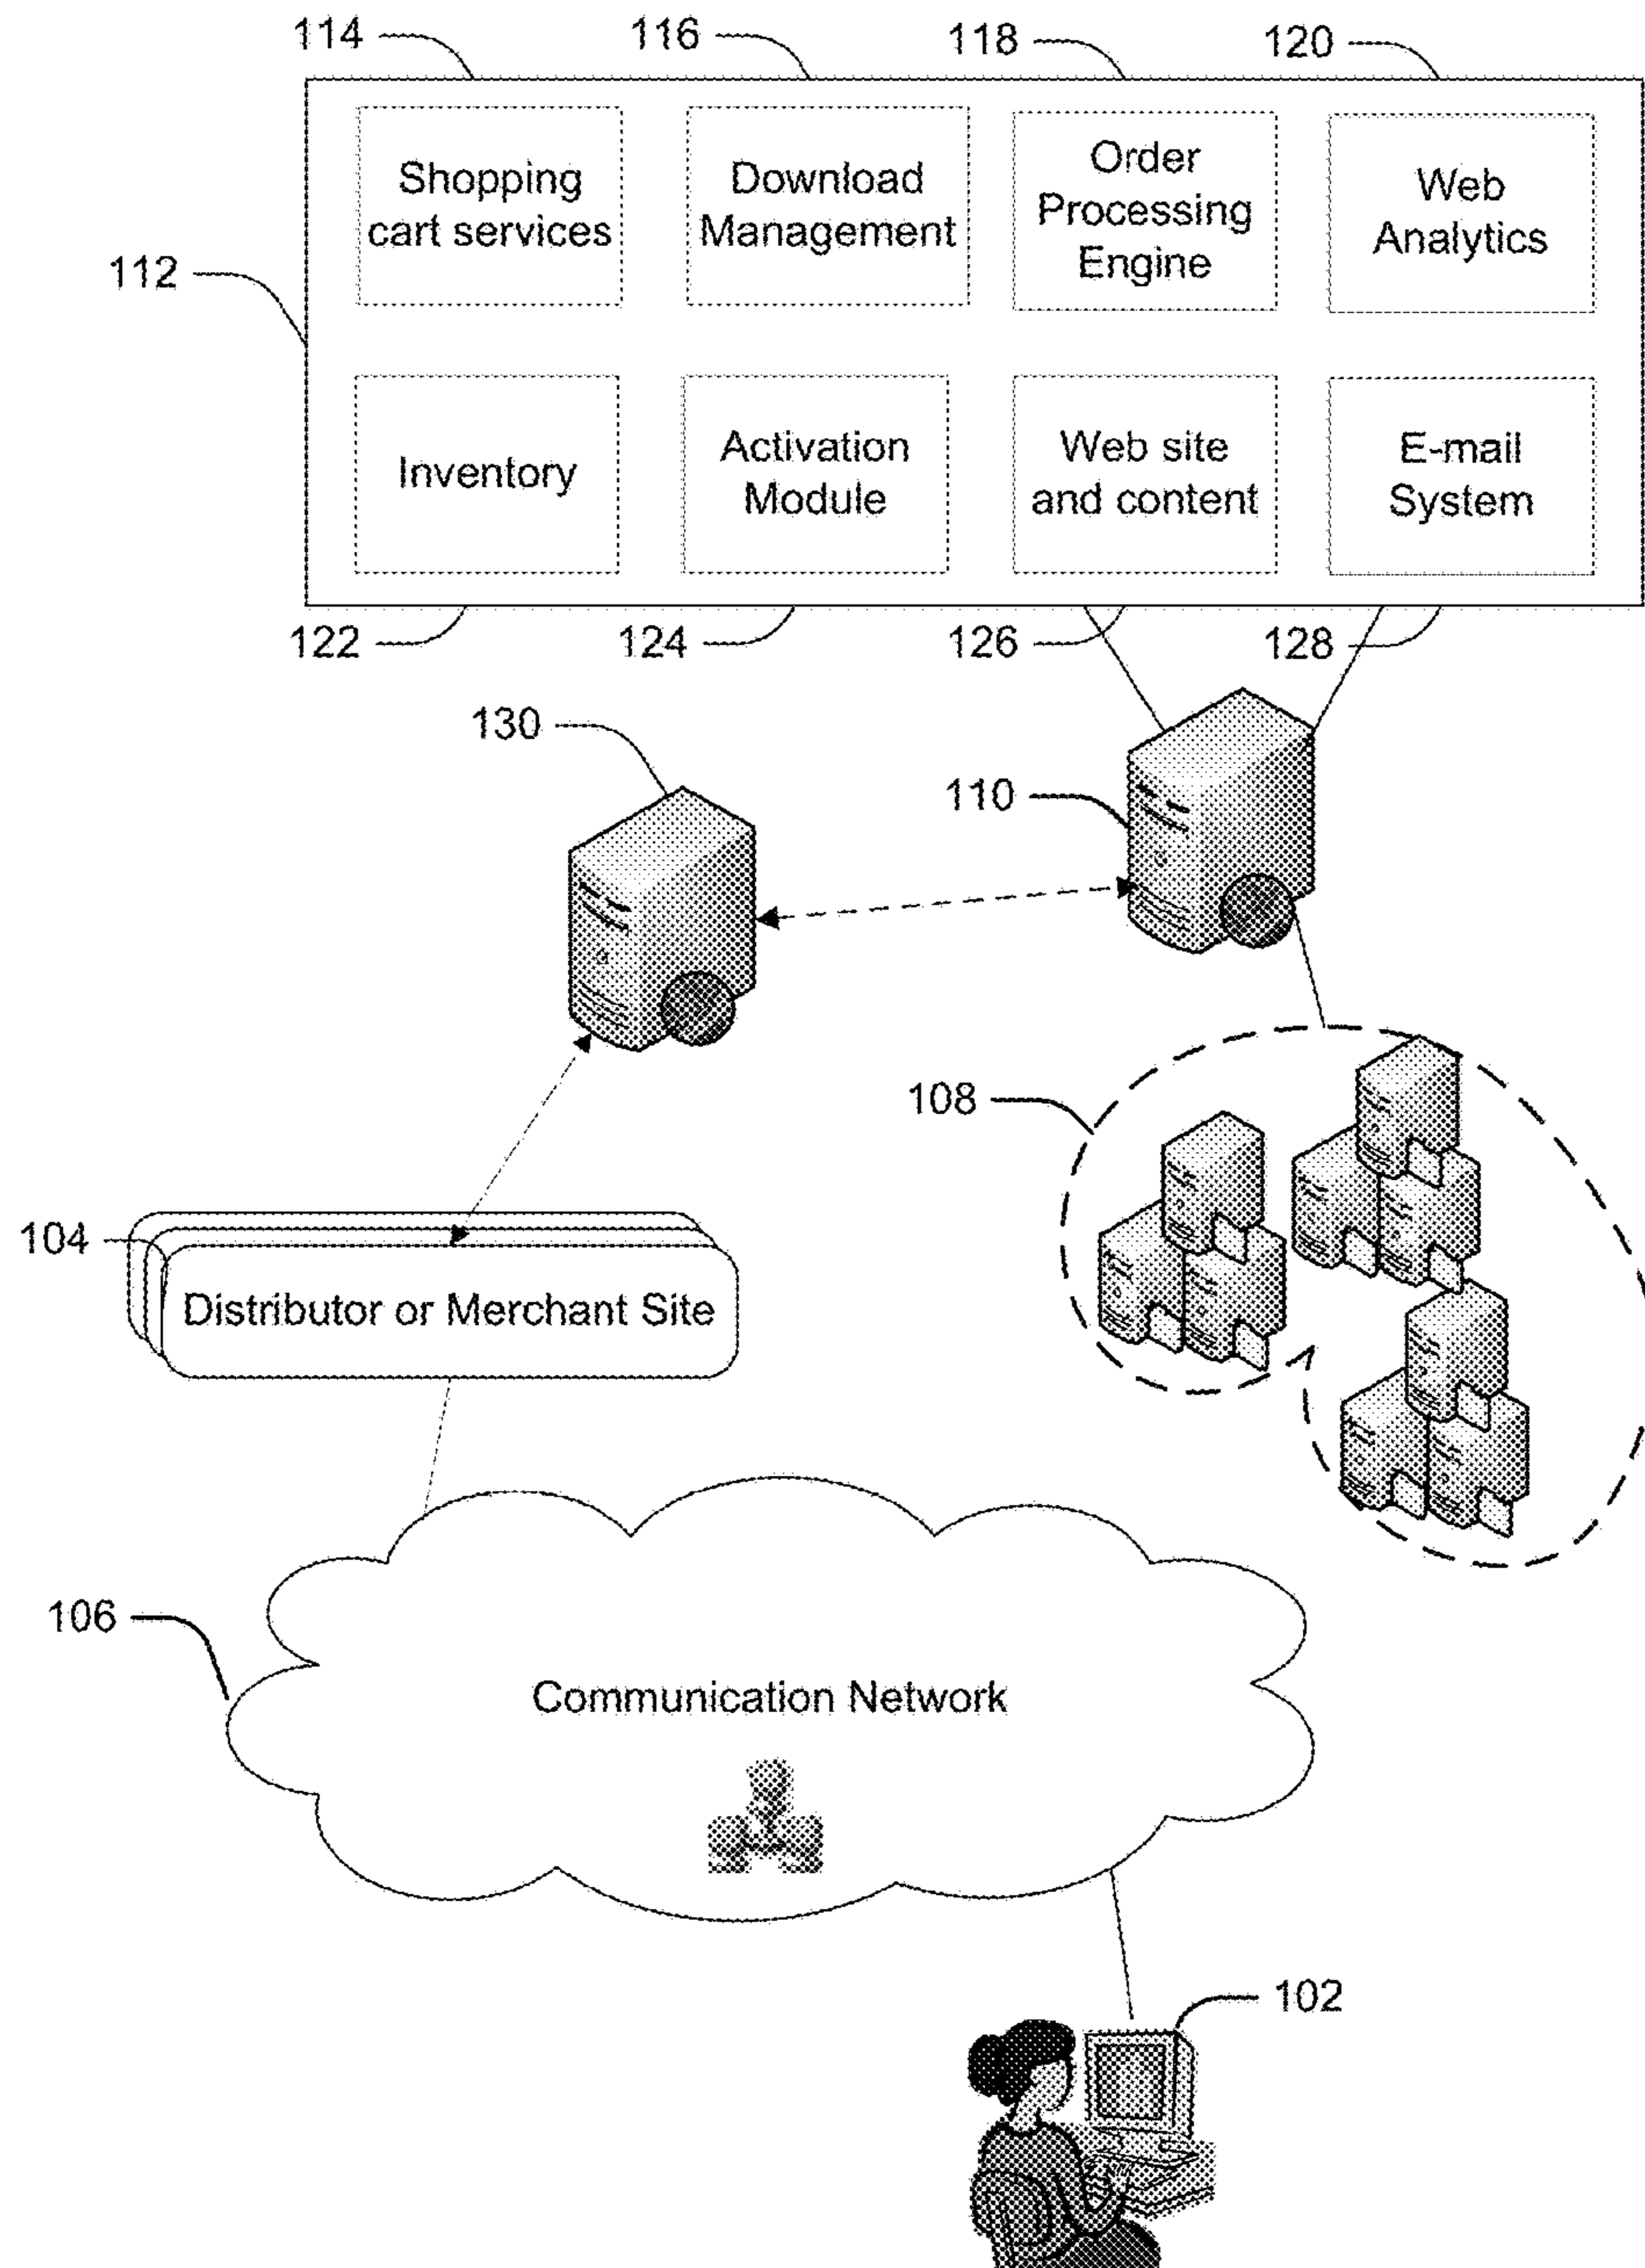 114
116
118
120
Shopping
cart services
Download
Management
Order
Processing
Engine
Web
Analytics
112
Inventory
Activation
Module
Web site
and content
E-mail
System
122
124
126
128
130
110
108
104
Distributor or Merchant Site
106
Communication Network
102